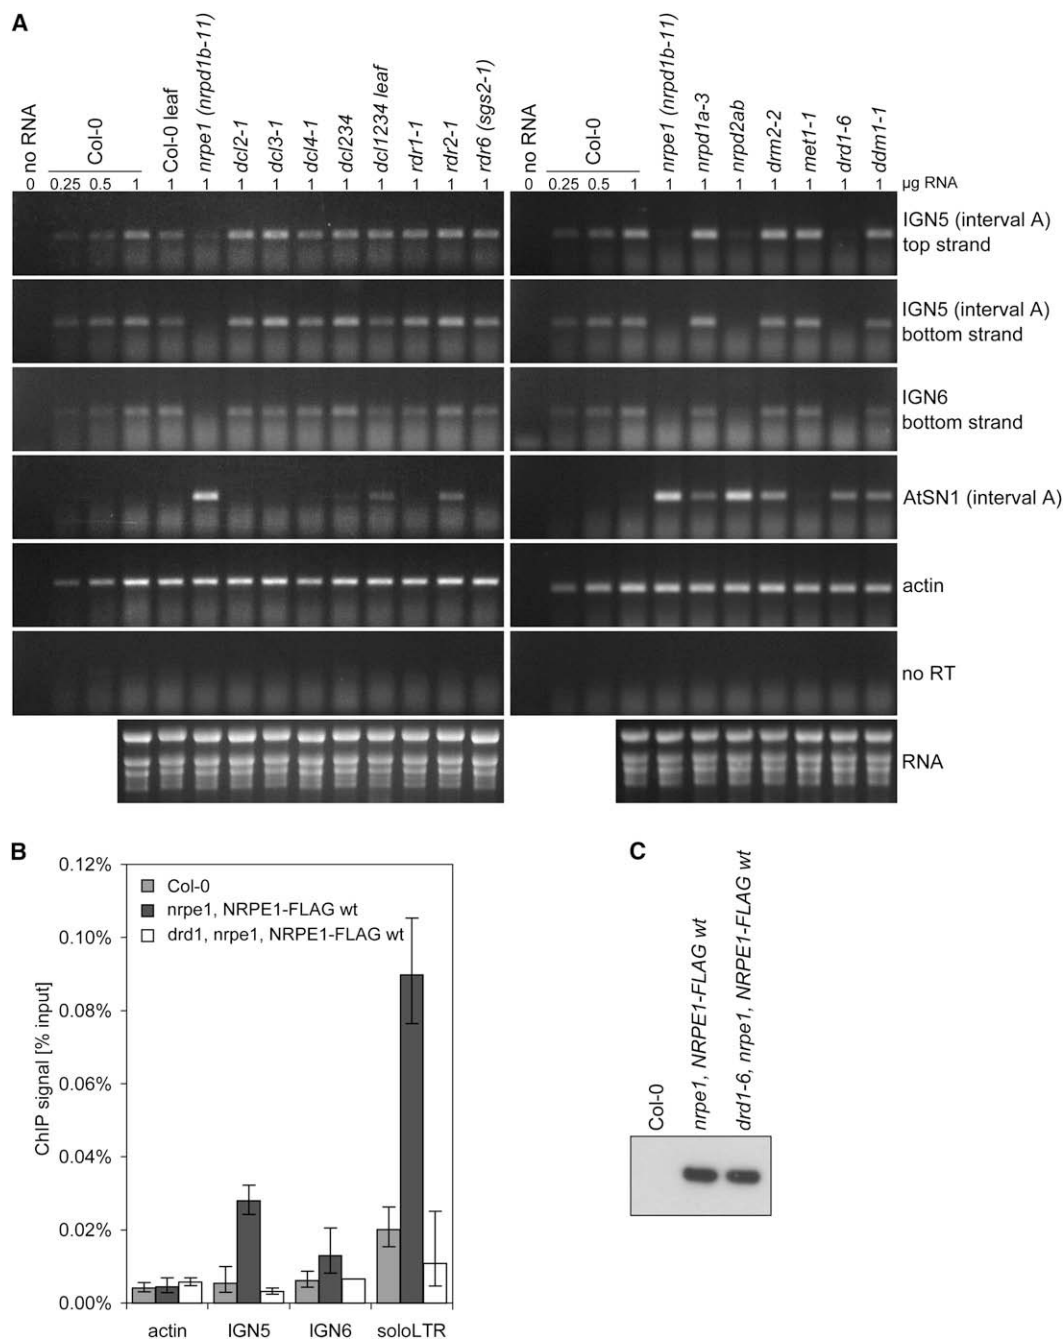 A
no RNA
Col-0
Col-0 leaf
nrpe1 (nrpd1b-11)
dcl2-1
dcl3-1
dcl4-1
dcl234
dcl1234 leaf
rdr1-1
rdr2-1
rdr6 (sgs2-1)
no RNA
Col-0
nrpe1 (nrpd1b-11)
nrpd1a-3
nrpd2ab
drm2-2
met1-1
drd1-6
ddm1-1
0 0.25 0.5 1 1 1 1 1 1 1 1 1 1 1
0 0.25 0.5 1 1 1 1 1 1 1 1 µg RNA
IGN5 (interval A)
top strand
IGN5 (interval A)
bottom strand
IGN6
bottom strand
AtSN1 (interval A)
actin
no RT
RNA
B
ChIP signal [% input]
0.12%
0.10%
0.08%
0.06%
0.04%
0.02%
0.00%
Col-0
nrpe1, NRPE1-FLAG wt
drd1, nrpe1, NRPE1-FLAG wt
actin IGN5 IGN6 soloLTR
C
Col-0
nrpe1, NRPE1-FLAG wt
drd1-6, nrpe1, NRPE1-FLAG wt